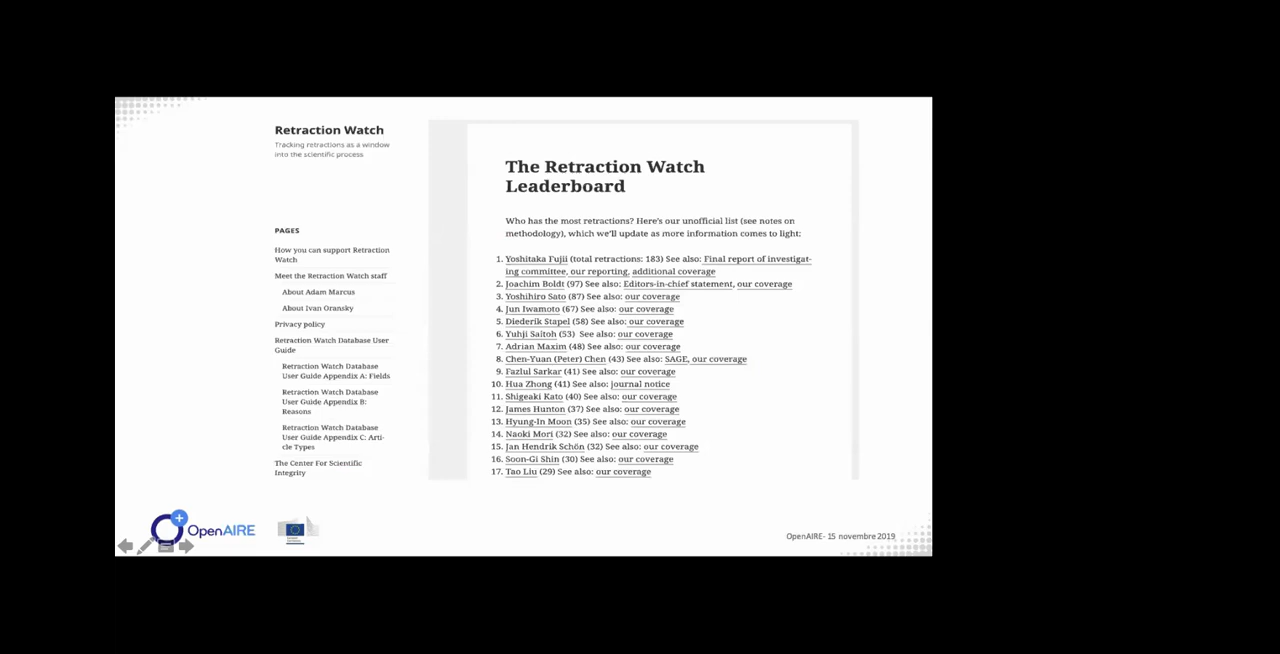 Retraction Watch
Tracking retractions as a window
into the scientific process
PAGES
How you can support Retraction
Watch
Meet the Retraction Watch staff
About Adam Marcus
About Ivan Oransky
Privacy policy
Retraction Watch Database User
Guide
Retraction Watch Database
User Guide Appendix A: Fields
Retraction Watch Database
User Guide Appendix B:
Reasons
Retraction Watch Database
User Guide Appendix C: Arti-
cle Types
The Center For Scientific
Integrity
The Retraction Watch
Leaderboard
Who has the most retractions? Here's our unofficial list (see notes on
methodology), which we'll update as more information comes to light:
1. Yoshitaka Fujii (total retractions: 183) See also: Final report of investigat-
ing committee, our reporting, additional coverage
2. Joachim Boldt (97) See also: Editors-in-chief statement, our coverage
3. Yoshihiro Sato (87) See also: our coverage
4. Jun Iwamoto (67) See also: our coverage
5. Diederik Stapel (58) See also: our coverage
6. Yuhji Saitoh (53) See also: our coverage
7. Adrian Maxim (48) See also: our coverage
8. Chen-Yuan (Peter) Chen (43) See also: SAGE, our coverage
9. Fazlul Sarkar (41) See also: our coverage
10. Hua Zhong (41) See also: journal notice
11. Shigeaki Kato (40) See also: our coverage
12. James Hunton (37) See also: our coverage
13. Hyung-In Moon (35) See also: our coverage
14. Naoki Mori (32) See also: our coverage
15. Jan Hendrik Schön (32) See also: our coverage
16. Soon-Gi Shin (30) See also: our coverage
17. Tao Liu (29) See also: our coverage
OpenAIRE
OpenAIRE- 15 novembre 2019